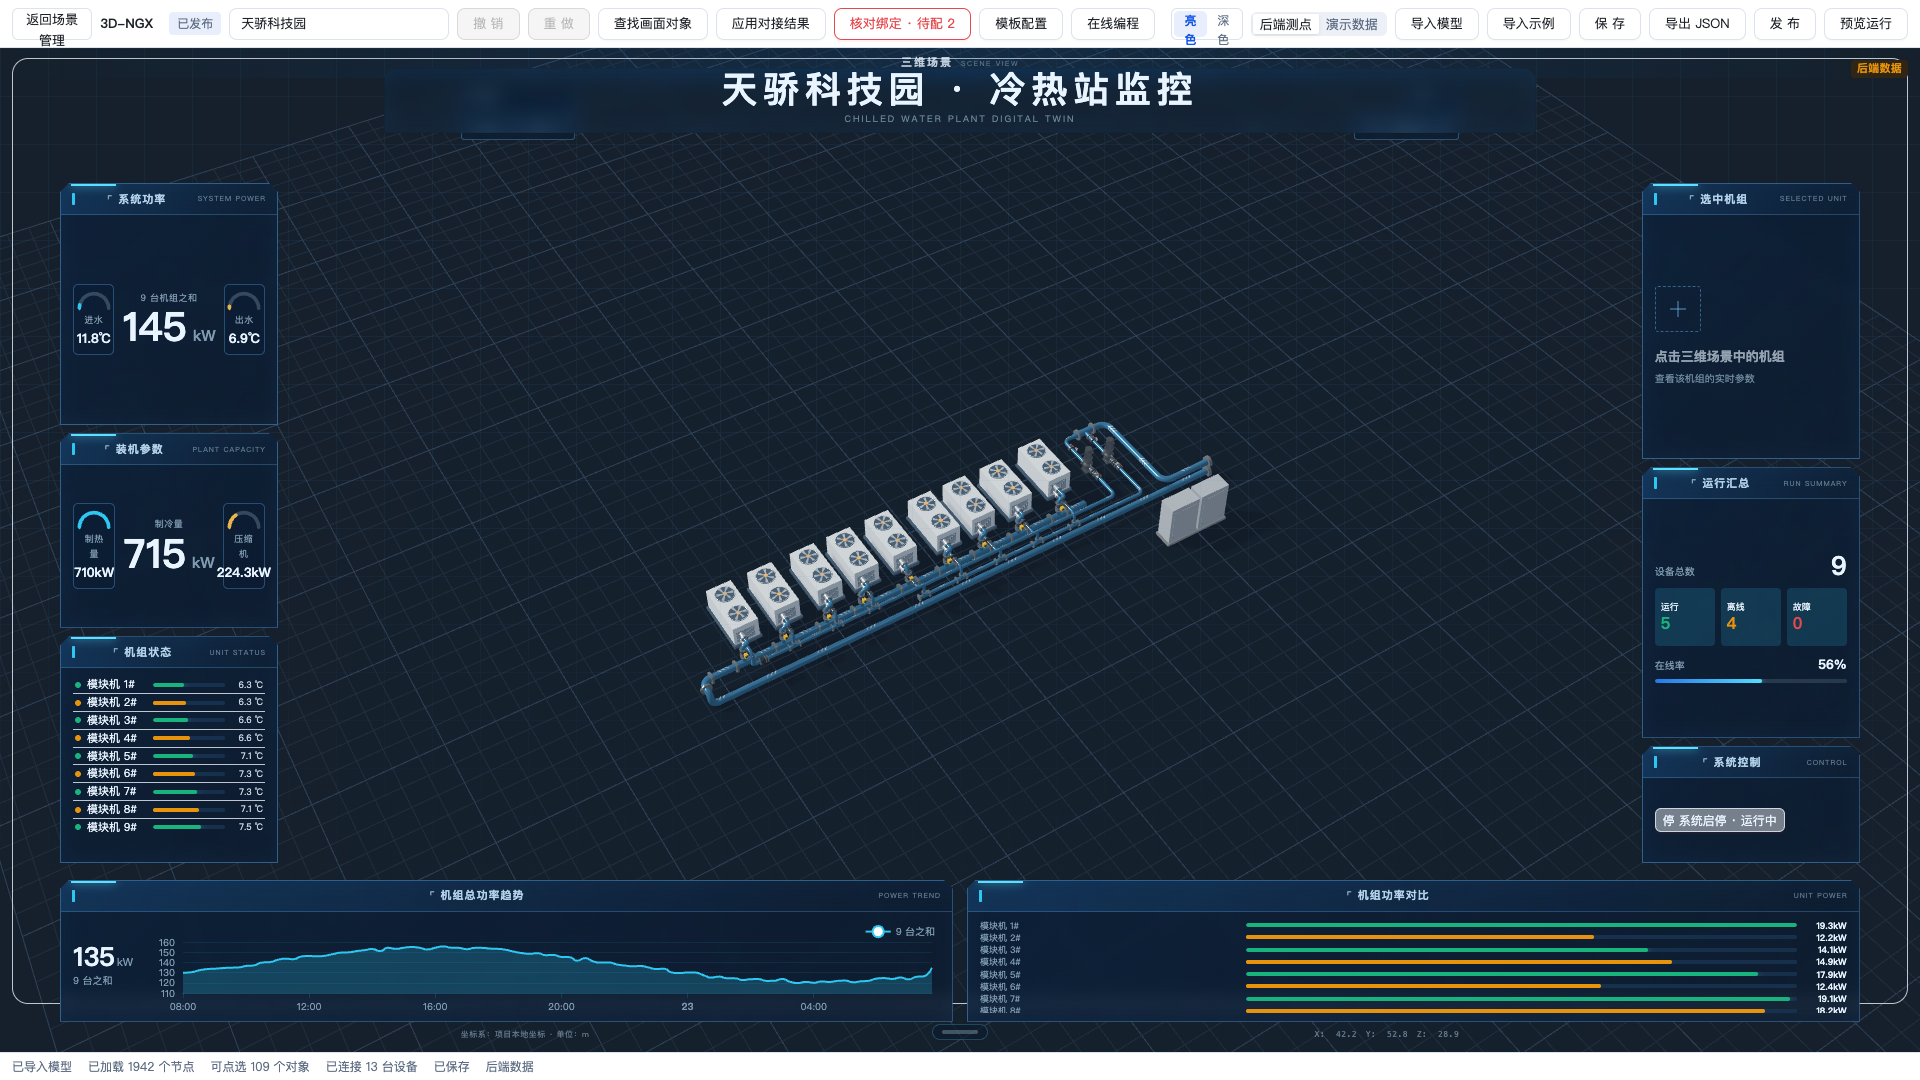 返回场景管理
3D-NGX
已发布
天骄科技园
撤 销
重 做
查找画面对象
应用对接结果
核对绑定 · 待配 2
模板配置
在线编程
亮色
深色
后端测点
演示数据
导入模型
导入示例
保 存
导出 JSON
发 布
预览运行
三维场景 SCENE VIEW
后端数据
天骄科技园 · 冷热站监控
CHILLED WATER PLANT DIGITAL TWIN
「 系统功率 SYSTEM POWER
进水
11.8℃
9 台机组之和
145 kW
出水
6.9℃
「 装机参数 PLANT CAPACITY
制热量
710kW
制冷量
715 kW
压缩机
224.3kW
「 机组状态 UNIT STATUS
模块机 1# 6.3 ℃
模块机 2# 6.3 ℃
模块机 3# 6.6 ℃
模块机 4# 6.6 ℃
模块机 5# 7.1 ℃
模块机 6# 7.3 ℃
模块机 7# 7.3 ℃
模块机 8# 7.1 ℃
模块机 9# 7.5 ℃
「 选中机组 SELECTED UNIT
点击三维场景中的机组
查看该机组的实时参数
「 运行汇总 RUN SUMMARY
设备总数 9
运行
5
离线
4
故障
0
在线率 56%
「 系统控制 CONTROL
停 系统启停 · 运行中
「 机组总功率趋势 POWER TREND
135 kW
9 台之和
9 台之和
160
150
140
130
120
110
08:00 12:00 16:00 20:00 23 04:00
「 机组功率对比 UNIT POWER
模块机 1# 19.3kW
模块机 2# 12.2kW
模块机 3# 14.1kW
模块机 4# 14.9kW
模块机 5# 17.9kW
模块机 6# 12.4kW
模块机 7# 19.1kW
模块机 8# 18.2kW
坐标系: 项目本地坐标 · 单位: m
X: 42.2 Y: 52.8 Z: 28.9
已导入模型 已加载 1942 个节点 可点选 109 个对象 已连接 13 台设备 已保存 后端数据